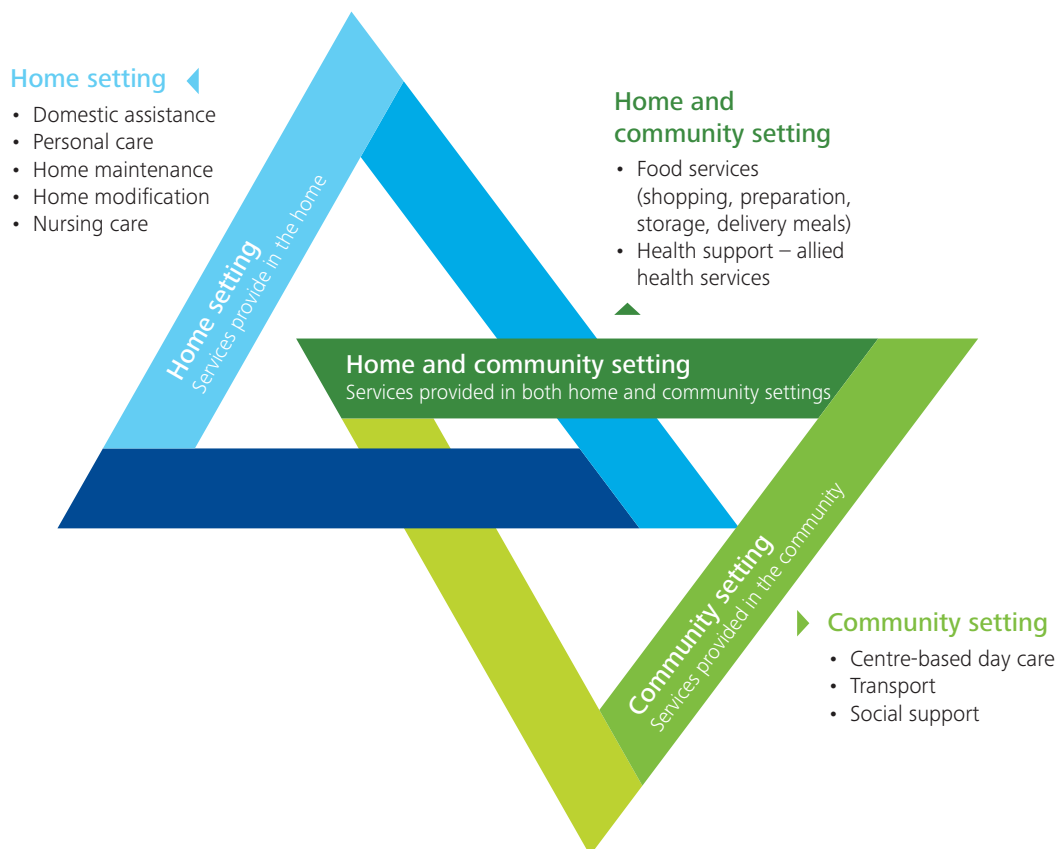 Home setting
• Domestic assistance
• Personal care
• Home maintenance
• Home modification
• Nursing care
Home setting
Services provide in the home
Home and
community setting
• Food services
(shopping, preparation,
storage, delivery meals)
• Health support – allied
health services
Home and community setting
Services provided in both home and community settings
Community setting
Services provided in the community
Community setting
• Centre-based day care
• Transport
• Social support